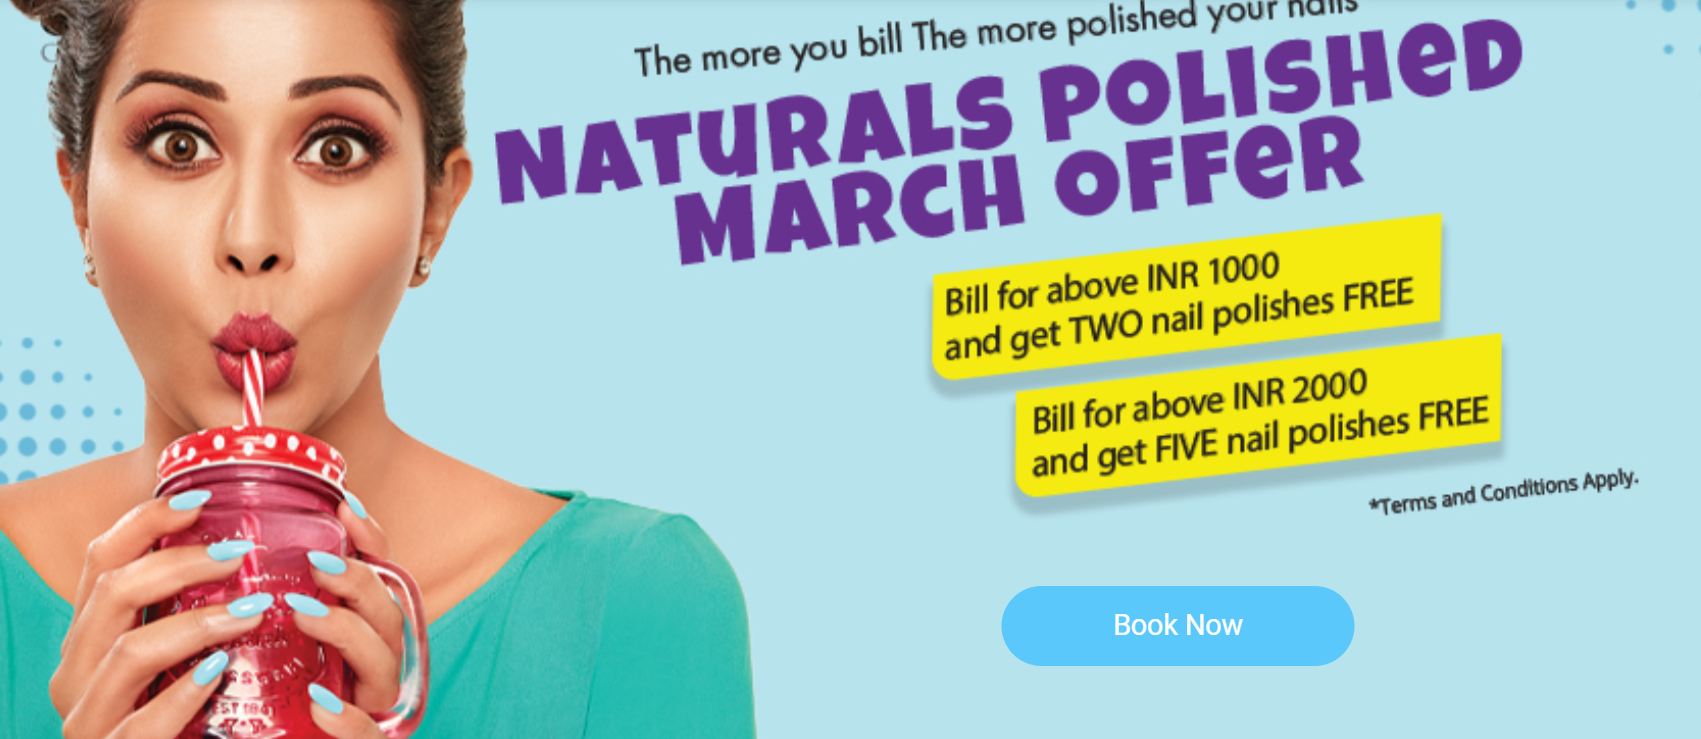 The more you bill The more polished your nails
NATURALS POLISHED
MARCH OFFER
Bill for above INR 1000
and get TWO nail polishes FREE
Bill for above INR 2000
and get FIVE nail polishes FREE
*Terms and Conditions Apply.
Book Now
EST 1841